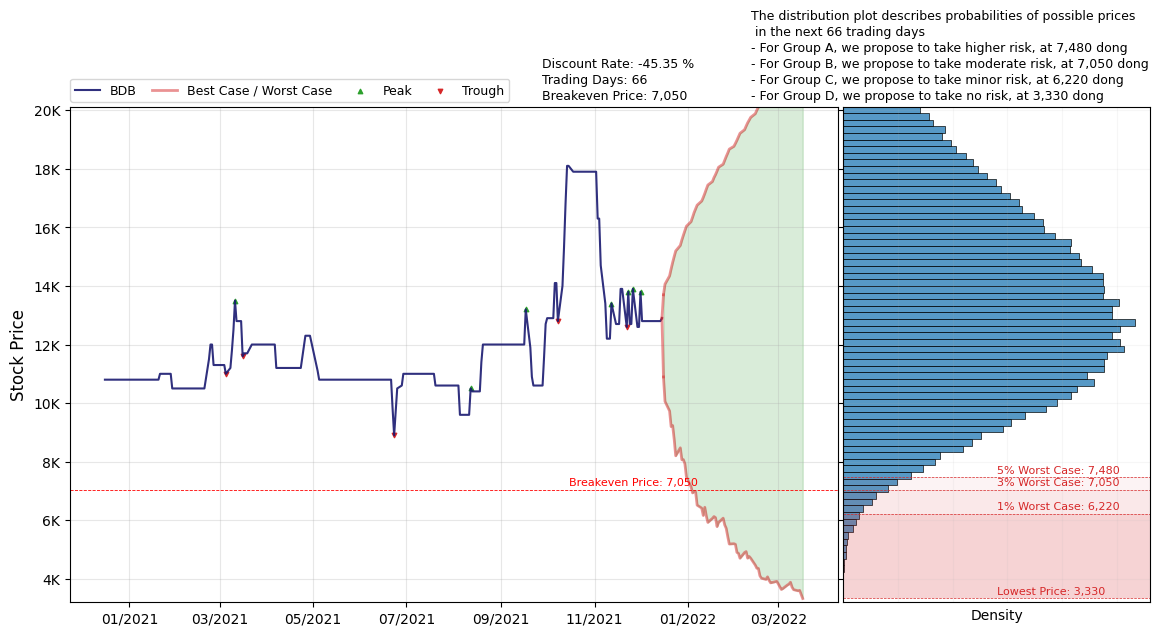 The distribution plot describes probabilities of possible prices
in the next 66 trading days
- For Group A, we propose to take higher risk, at 7,480 dong
- For Group B, we propose to take moderate risk, at 7,050 dong
- For Group C, we propose to take minor risk, at 6,220 dong
- For Group D, we propose to take no risk, at 3,330 dong
Discount Rate: -45.35 %
Trading Days: 66
Breakeven Price: 7,050
BDB
Best Case / Worst Case
Peak
Trough
Stock Price
20K
18K
16K
14K
12K
10K
8K
6K
4K
Breakeven Price: 7,050
01/2021
03/2021
05/2021
07/2021
09/2021
11/2021
01/2022
03/2022
5% Worst Case: 7,480
3% Worst Case: 7,050
1% Worst Case: 6,220
Lowest Price: 3,330
Density